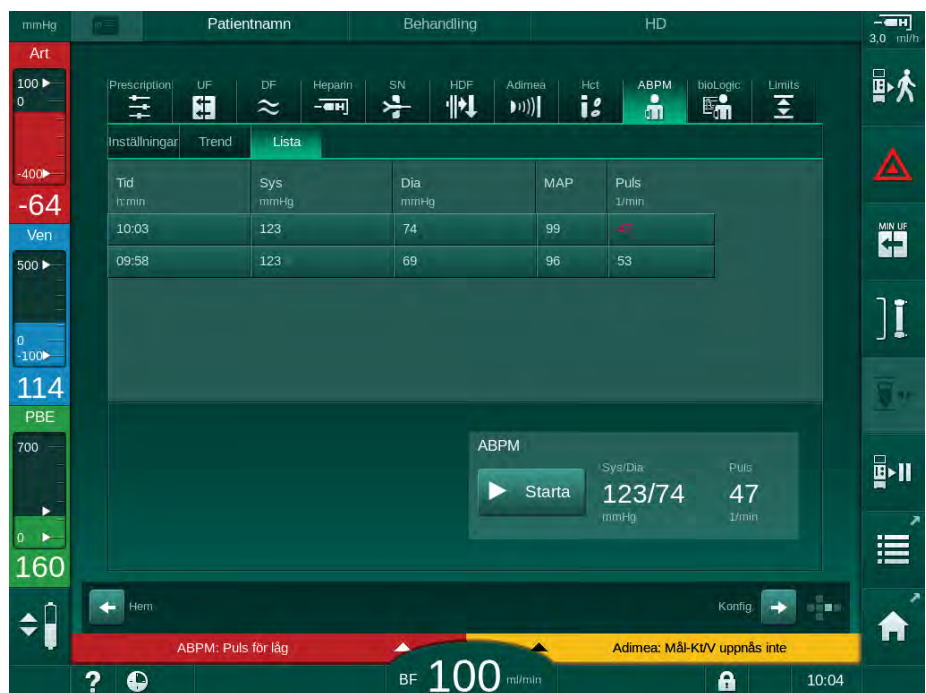 mmHg Patientnamn Behandling HD
3,0 ml/h
Art
100
0
-400
-64
Ven
500
0
-100
114
PBE
700
0
160
Prescription UF DF Heparin SN HDF Adimea Hct ABPM bioLogic Limits
Inställningar Trend Lista
Tid Sys Dia MAP Puls
h:min mmHg mmHg 1/min
10:03 123 74 99 47
09:58 123 69 96 53
ABPM
Starta
Sys/Dia Puls
123/74 47
mmHg 1/min
MIN UF
Hem Konfig.
ABPM: Puls för låg Adimea: Mål-Kt/V uppnås inte
? BF 100 ml/min 10:04